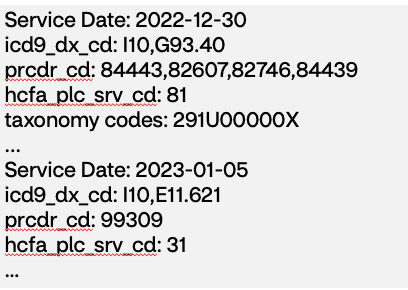 Service Date: 2022-12-30
icd9_dx_cd: I10,G93.40
prcdr_cd: 84443,82607,82746,84439
hcfa_plc_srv_cd: 81
taxonomy codes: 291U00000X
...
Service Date: 2023-01-05
icd9_dx_cd: I10,E11.621
prcdr_cd: 99309
hcfa_plc_srv_cd: 31
...